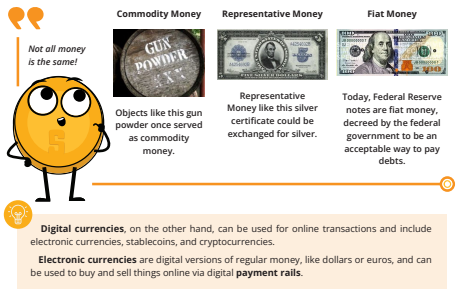 Not all money
is the same!
Commodity Money
GUN
POWDER
Objects like this gun
powder once served
as commodity
money.
Representative Money
Representative
Money like this silver
certificate could be
exchanged for silver.
Fiat Money
100
Today, Federal Reserve
notes are fiat money,
decreed by the federal
government to be an
acceptable way to pay
debts.
Digital currencies, on the other hand, can be used for online transactions and include
electronic currencies, stablecoins, and cryptocurrencies.
Electronic currencies are digital versions of regular money, like dollars or euros, and can
be used to buy and sell things online via digital payment rails.